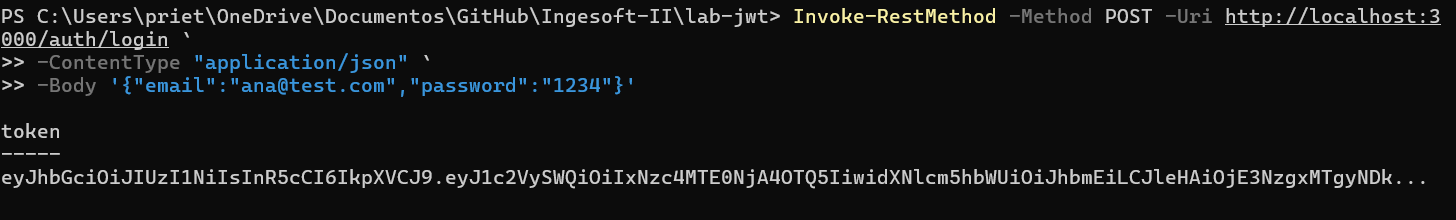 PS C:\Users\priet\OneDrive\Documentos\GitHub\Ingesoft-II\lab-jwt> Invoke-RestMethod -Method POST -Uri http://localhost:3
000/auth/login `
>> -ContentType "application/json" `
>> -Body '{"email":"ana@test.com","password":"1234"}'
token
-----
eyJhbGciOiJIUzI1NiIsInR5cCI6IkpXVCJ9.eyJ1c2VySWQiOiIxNzc4MTE0NjA4OTQ5IiwidXNlcm5hbWUiOiJhbmEiLCJleHAiOjE3NzgxMTgyNDk...